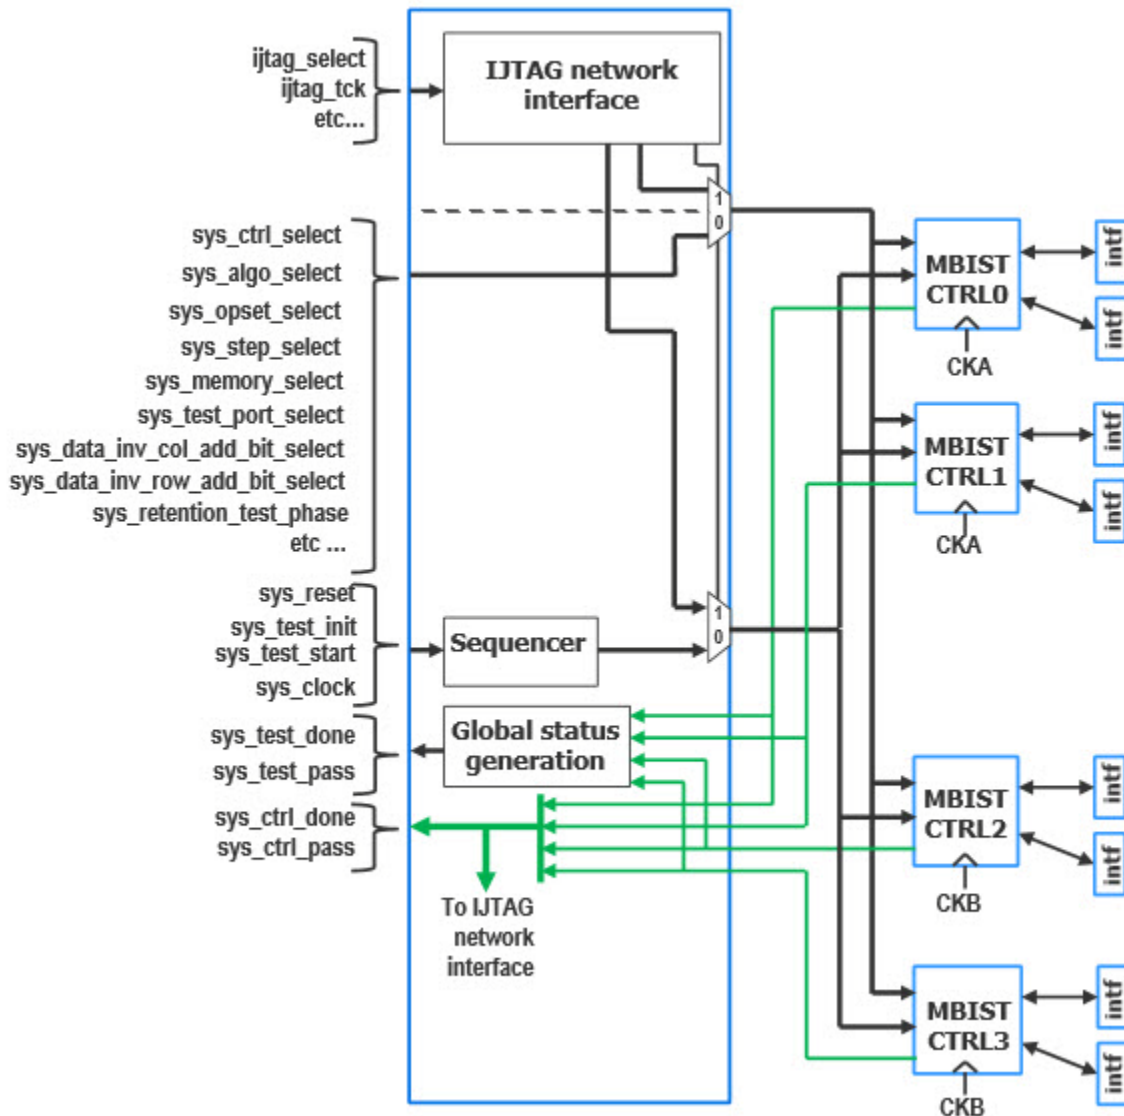 ijtag_select
ijtag_tck
etc...
IJTAG network
interface
1
0
sys_ctrl_select
sys_algo_select
sys_opset_select
sys_step_select
sys_memory_select
sys_test_port_select
sys_data_inv_col_add_bit_select
sys_data_inv_row_add_bit_select
sys_retention_test_phase
etc ...
sys_reset
sys_test_init
sys_test_start
sys_clock
Sequencer
1
0
sys_test_done
sys_test_pass
Global status
generation
sys_ctrl_done
sys_ctrl_pass
To IJTAG
network
interface
MBIST
CTRL0
CKA
intf
intf
MBIST
CTRL1
CKA
intf
intf
MBIST
CTRL2
CKB
intf
intf
MBIST
CTRL3
CKB
intf
intf